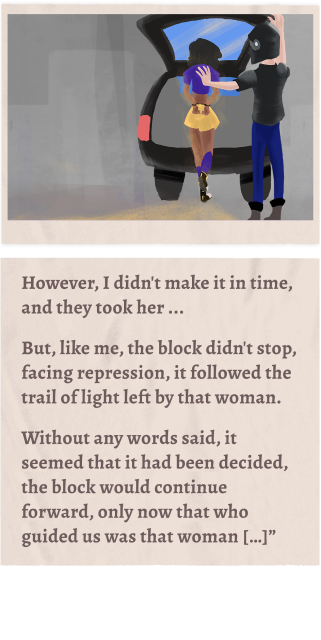 However, I didn't make it in time,
and they took her ...
But, like me, the block didn't stop,
facing repression, it followed the
trail of light left by that woman.
Without any words said, it
seemed that it had been decided,
the block would continue
forward, only now that who
guided us was that woman [...]”